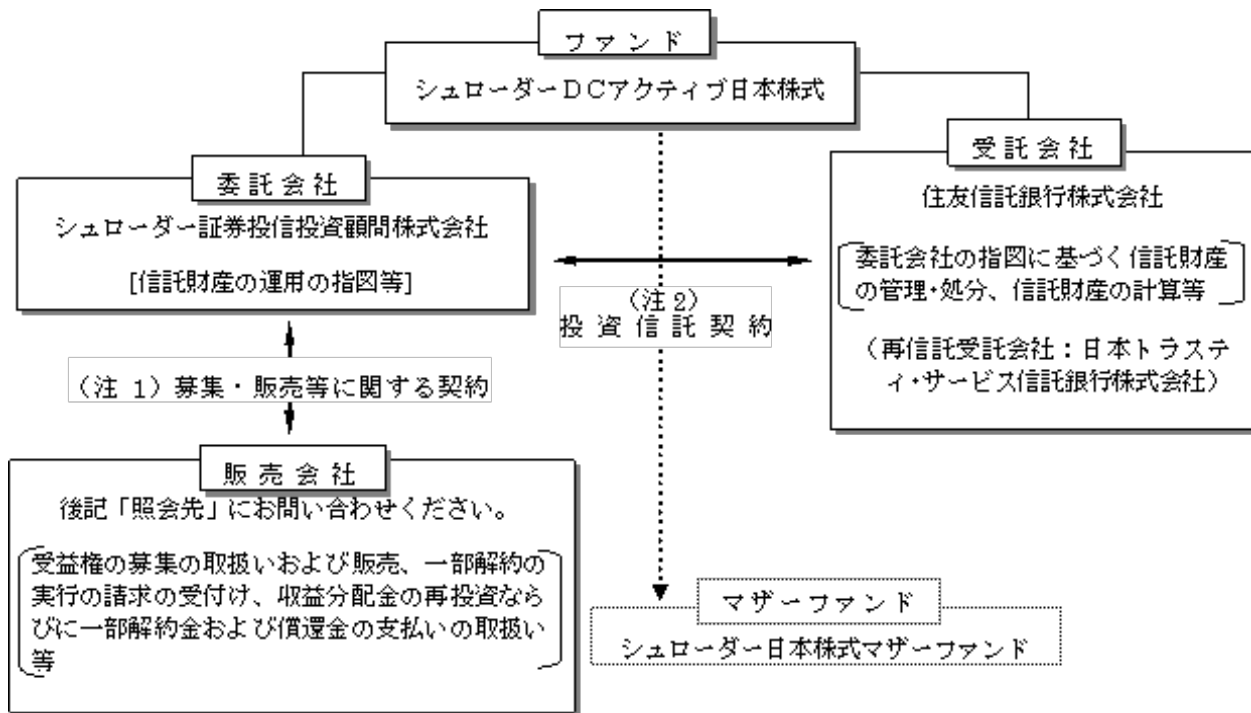 ファンド
シュローダーDCアクティブ日本株式
委託会社
シュローダー証券投信投資顧問株式会社
[信託財産の運用の指図等]
受託会社
住友信託銀行株式会社
委託会社の指図に基づく信託財産
の管理・処分、信託財産の計算等
（再信託受託会社：日本トラステ
ィ・サービス信託銀行株式会社）
（注２）
投資信託契約
（注 1）募集・販売等に関する契約
販売会社
後記「照会先」にお問い合わせください。
受益権の募集の取扱いおよび販売、一部解約の
実行の請求の受付け、収益分配金の再投資なら
びに一部解約金および償還金の支払いの取扱い
等
マザーファンド
シュローダー日本株式マザーファンド